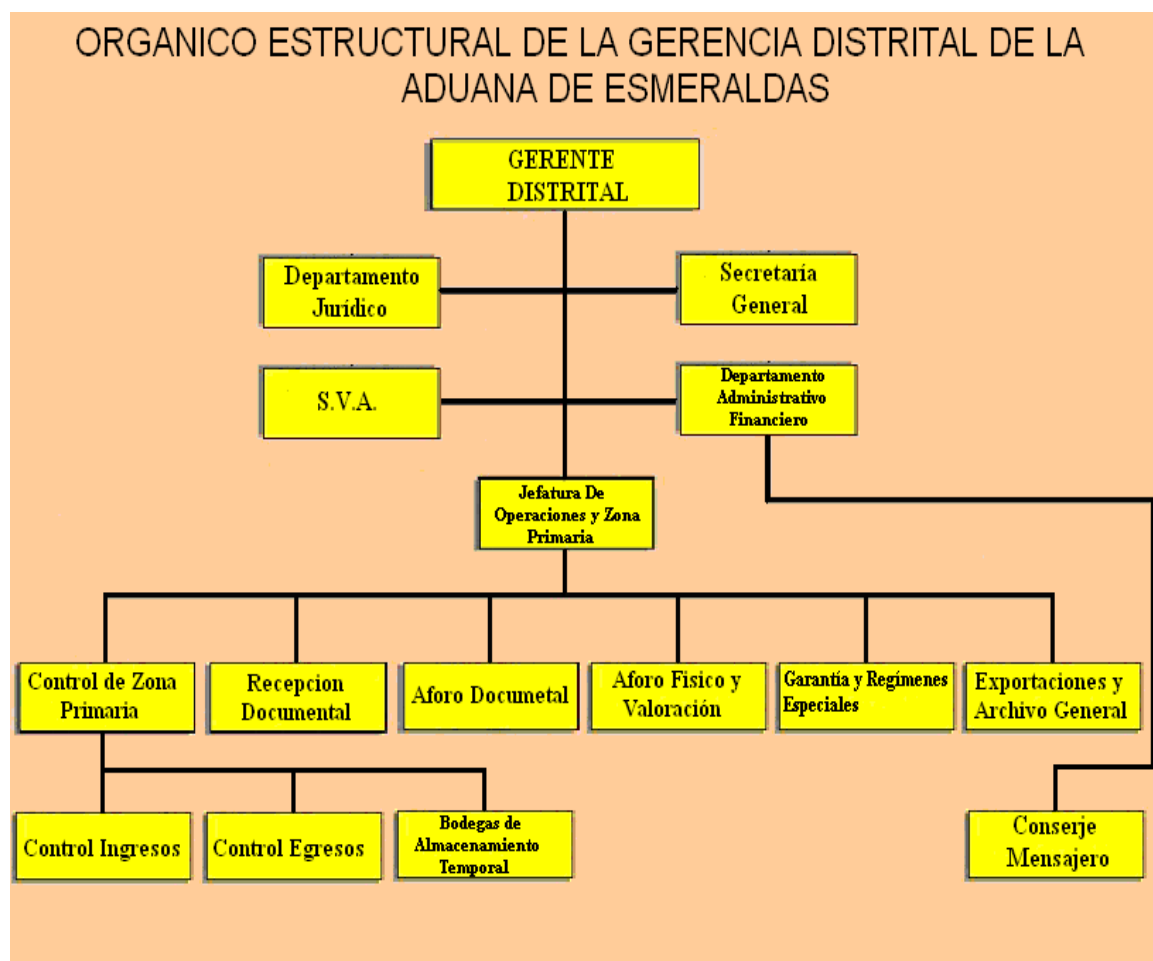 ORGANICO ESTRUCTURAL DE LA GERENCIA DISTRITAL DE LA
ADUANA DE ESMERALDAS
GERENTE
DISTRITAL
Departamento
Jurídico
Secretaría
General
S.V.A.
Departamento
Administrativo
Financiero
Jefatura De
Operaciones y Zona
Primaria
Control de Zona
Primaria
Recepcion
Documental
Aforo Documetal
Aforo Fisico y
Valoración
Garantía y Regímenes
Especiales
Exportaciones y
Archivo General
Control Ingresos
Control Egresos
Bodegas de
Almacenamiento
Temporal
Conserje
Mensajero